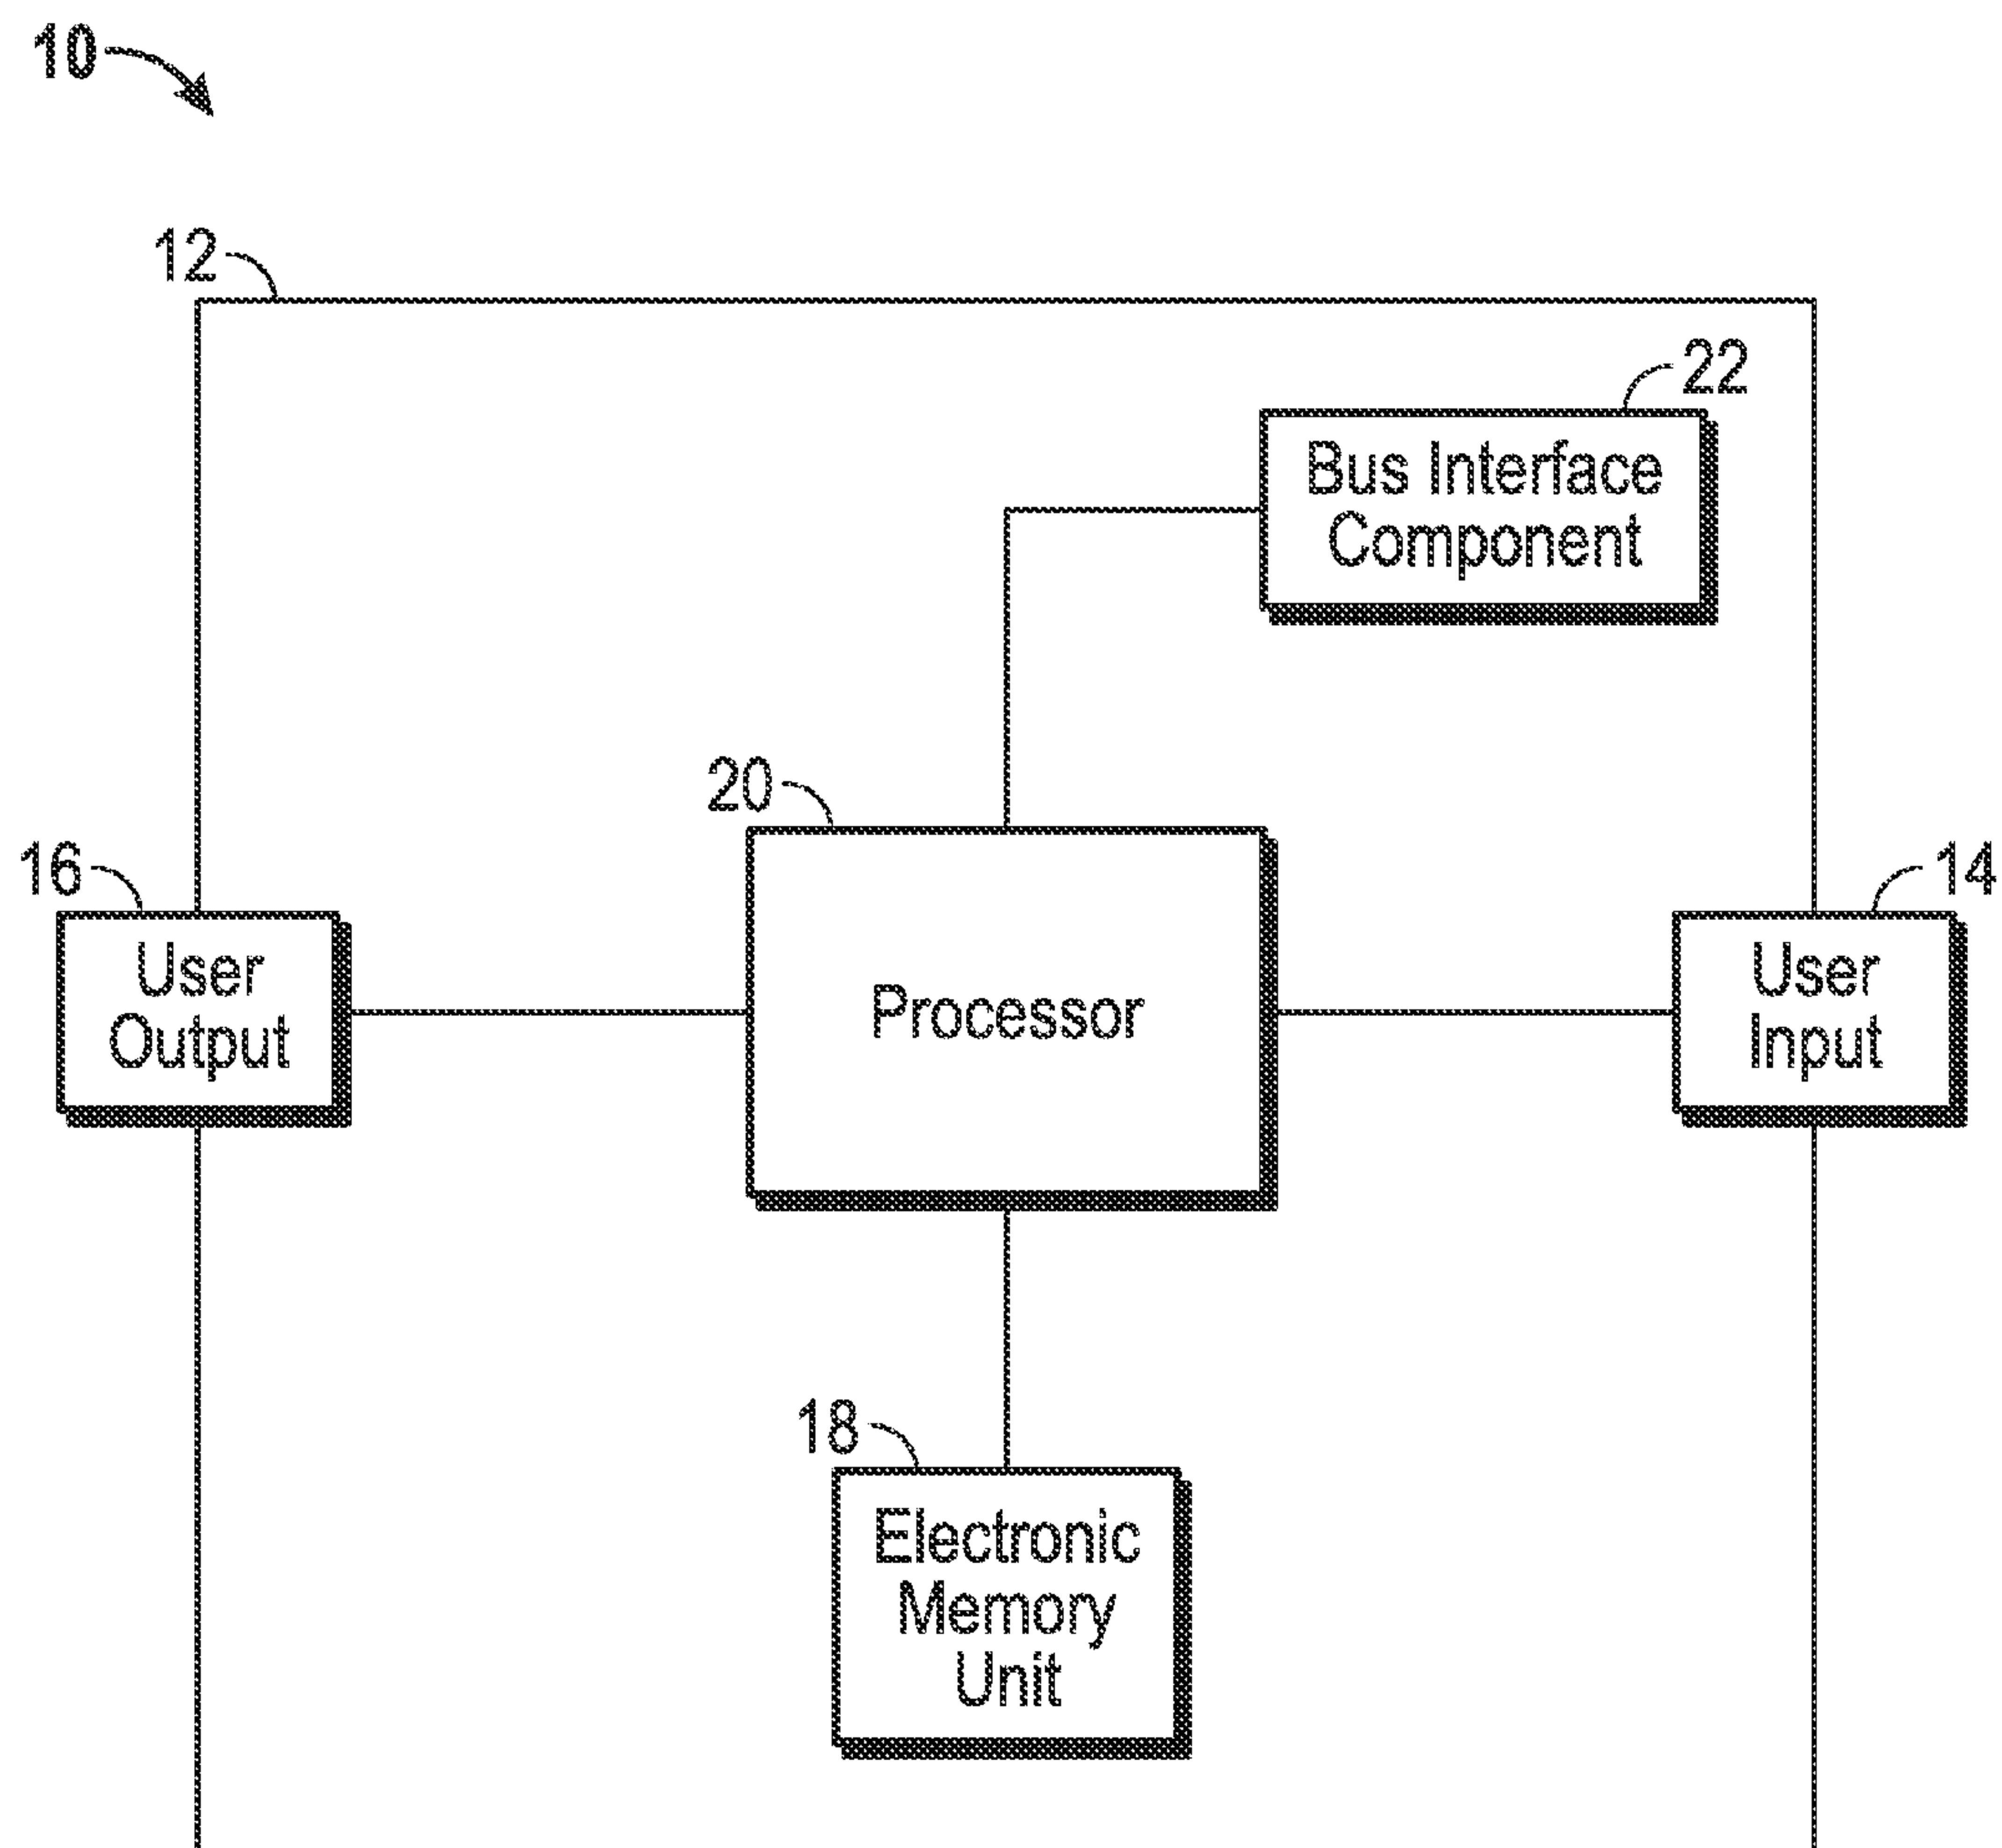 10
12
22
Bus Interface
Component
20
16
14
User
Output
Processor
User
Input
18
Electronic
Memory
Unit